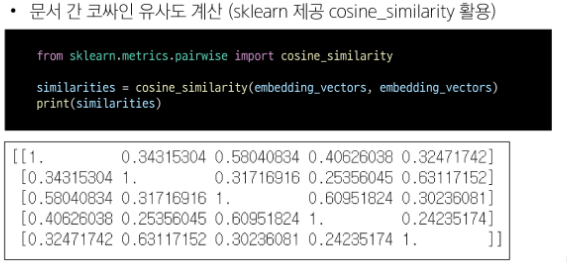 • 문서 간 코싸인 유사도 계산 (sklearn 제공 cosine_similarity 활용)
from sklearn.metrics.pairwise import cosine_similarity
similarities = cosine_similarity(embedding_vectors, embedding_vectors)
print(similarities)
[[1. 0.34315304 0.58040834 0.40626038 0.32471742]
[0.34315304 1. 0.31716916 0.25356045 0.63117152]
[0.58040834 0.31716916 1. 0.60951824 0.30236081]
[0.40626038 0.25356045 0.60951824 1. 0.24235174]
[0.32471742 0.63117152 0.30236081 0.24235174 1. ]]